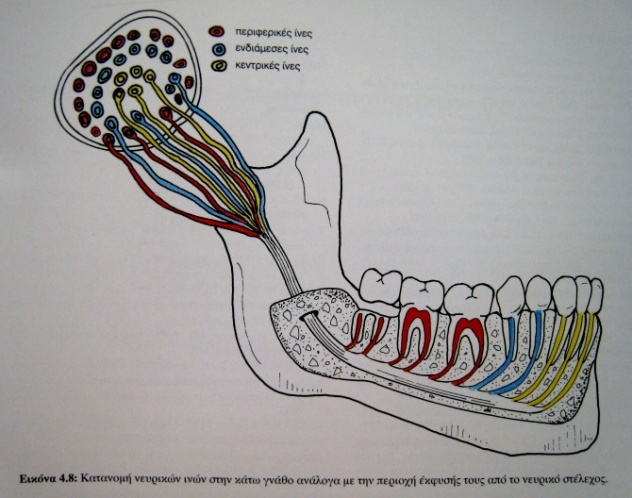 περιφερικές ίνες
ενδιάμεσες ίνες
κεντρικές ίνες
Εικόνα 4.8: Κατανομή νευρικών ινών στην κάτω γνάθο ανάλογα με την περιοχή έκφυσής τους από το νευρικό στέλεχος.